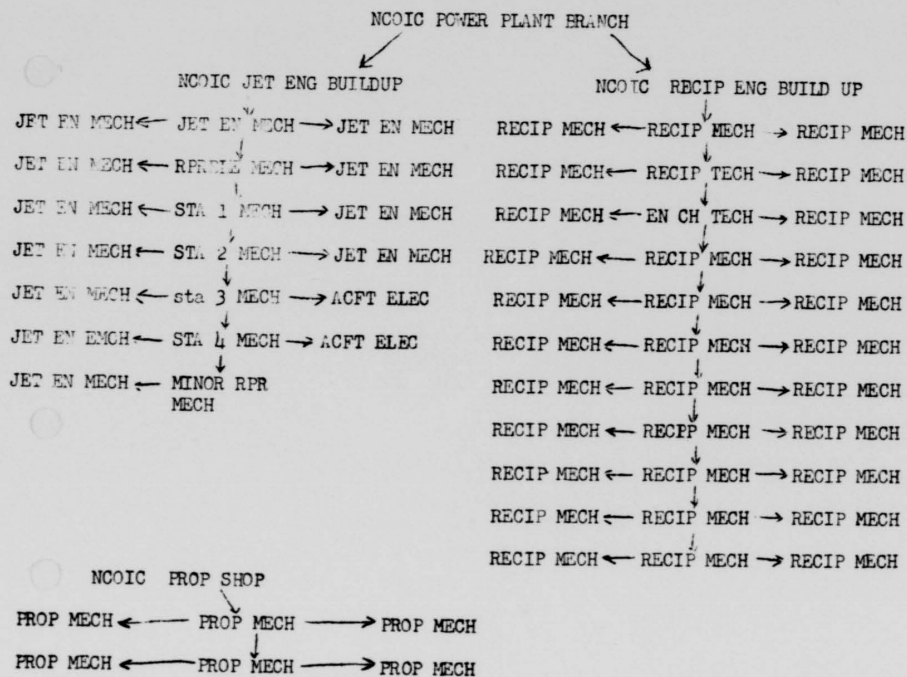 NCOIC POWER PLANT BRANCH
NCOIC JET ENG BUILDUP
JET EN MECH JET EN MECH JET EN MECH
JET EN MECH RPRBLE MECH JET EN MECH
JET EN MECH STA 1 MECH JET EN MECH
JET EN MECH STA 2 MECH JET EN MECH
JET EN MECH sta 3 MECH ACFT ELEC
JET EN EMCH STA 4 MECH ACFT ELEC
JET EN MECH MINOR RPR
MECH
NCOIC RECIP ENG BUILD UP
RECIP MECH RECIP MECH RECIP MECH
RECIP MECH RECIP TECH RECIP MECH
RECIP MECH EN CH TECH RECIP MECH
RECIP MECH RECIP MECH RECIP MECH
RECIP MECH RECIP MECH RECIP MECH
RECIP MECH RECIP MECH RECIP MECH
RECIP MECH RECIP MECH RECIP MECH
RECIP MECH RECPP MECH RECIP MECH
RECIP MECH RECIP MECH RECIP MECH
RECIP MECH RECIP MECH RECIP MECH
RECIP MECH RECIP MECH RECIP MECH
NCOIC PROP SHOP
PROP MECH PROP MECH PROP MECH
PROP MECH PROP MECH PROP MECH